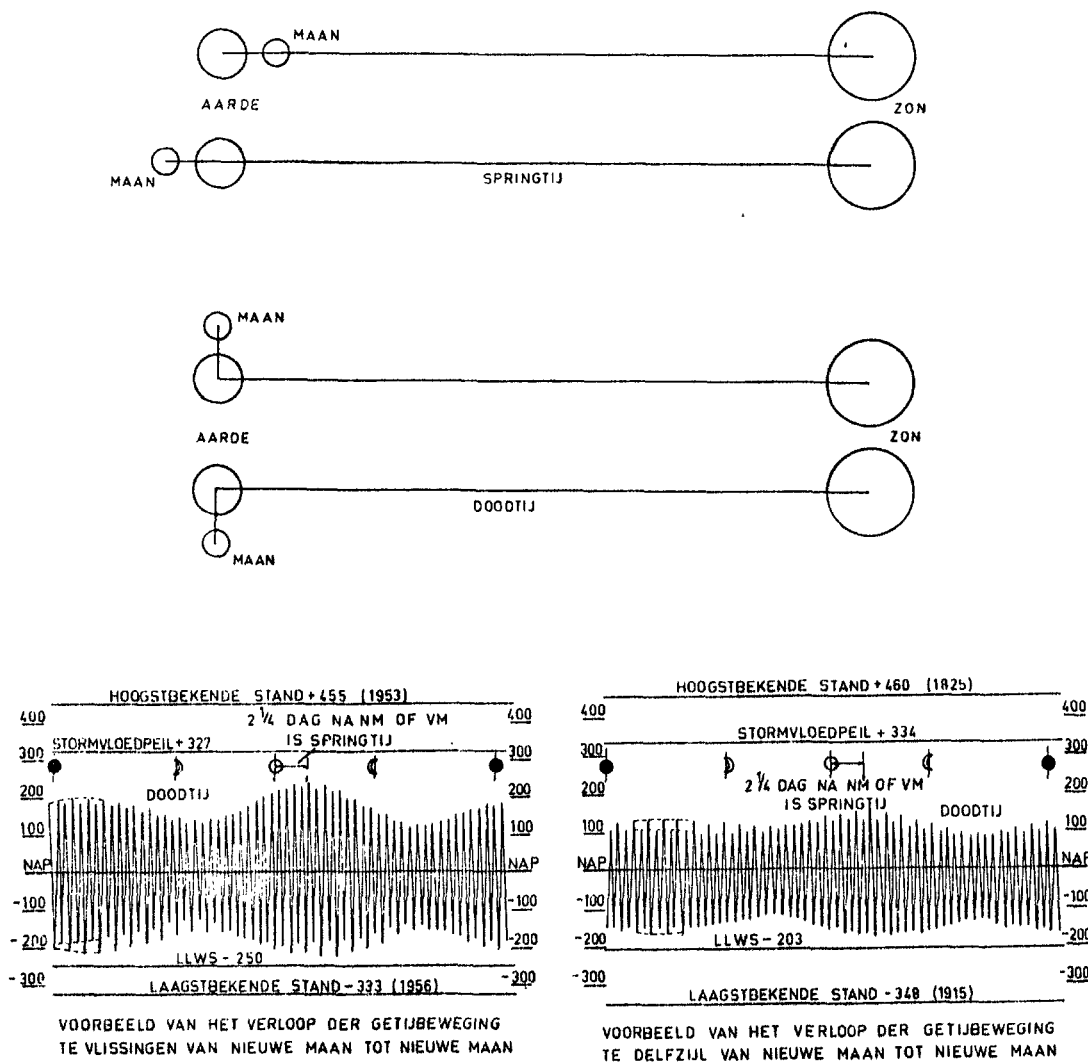 MAAN
AARDE
ZON
MAAN
SPRINGTIJ
MAAN
AARDE
ZON
DOODTIJ
MAAN
HOOGSTBEKENDE STAND +455 (1953)
400
400
2 1/4 DAG NA NM OF VM
IS SPRINGTIJ
STORMVLOEDPEIL +327
300
300
200
DOODTIJ
200
100
100
NAP
NAP
-100
-100
-200
-200
LLWS - 250
-300
-300
LAAGSTBEKENDE STAND -333 (1956)
VOORBEELD VAN HET VERLOOP DER GETIJBEWEGING
TE VLISSINGEN VAN NIEUWE MAAN TOT NIEUWE MAAN
HOOGSTBEKENDE STAND +460 (1825)
400
400
STORMVLOEDPEIL + 334
300
300
2 1/4 DAG NA NM OF VM
IS SPRINGTIJ
200
200
DOODTIJ
100
100
NAP
NAP
-100
-100
-200
-200
LLWS - 203
-300
-300
LAAGSTBEKENDE STAND - 348 (1915)
VOORBEELD VAN HET VERLOOP DER GETIJBEWEGING
TE DELFZIJL VAN NIEUWE MAAN TOT NIEUWE MAAN